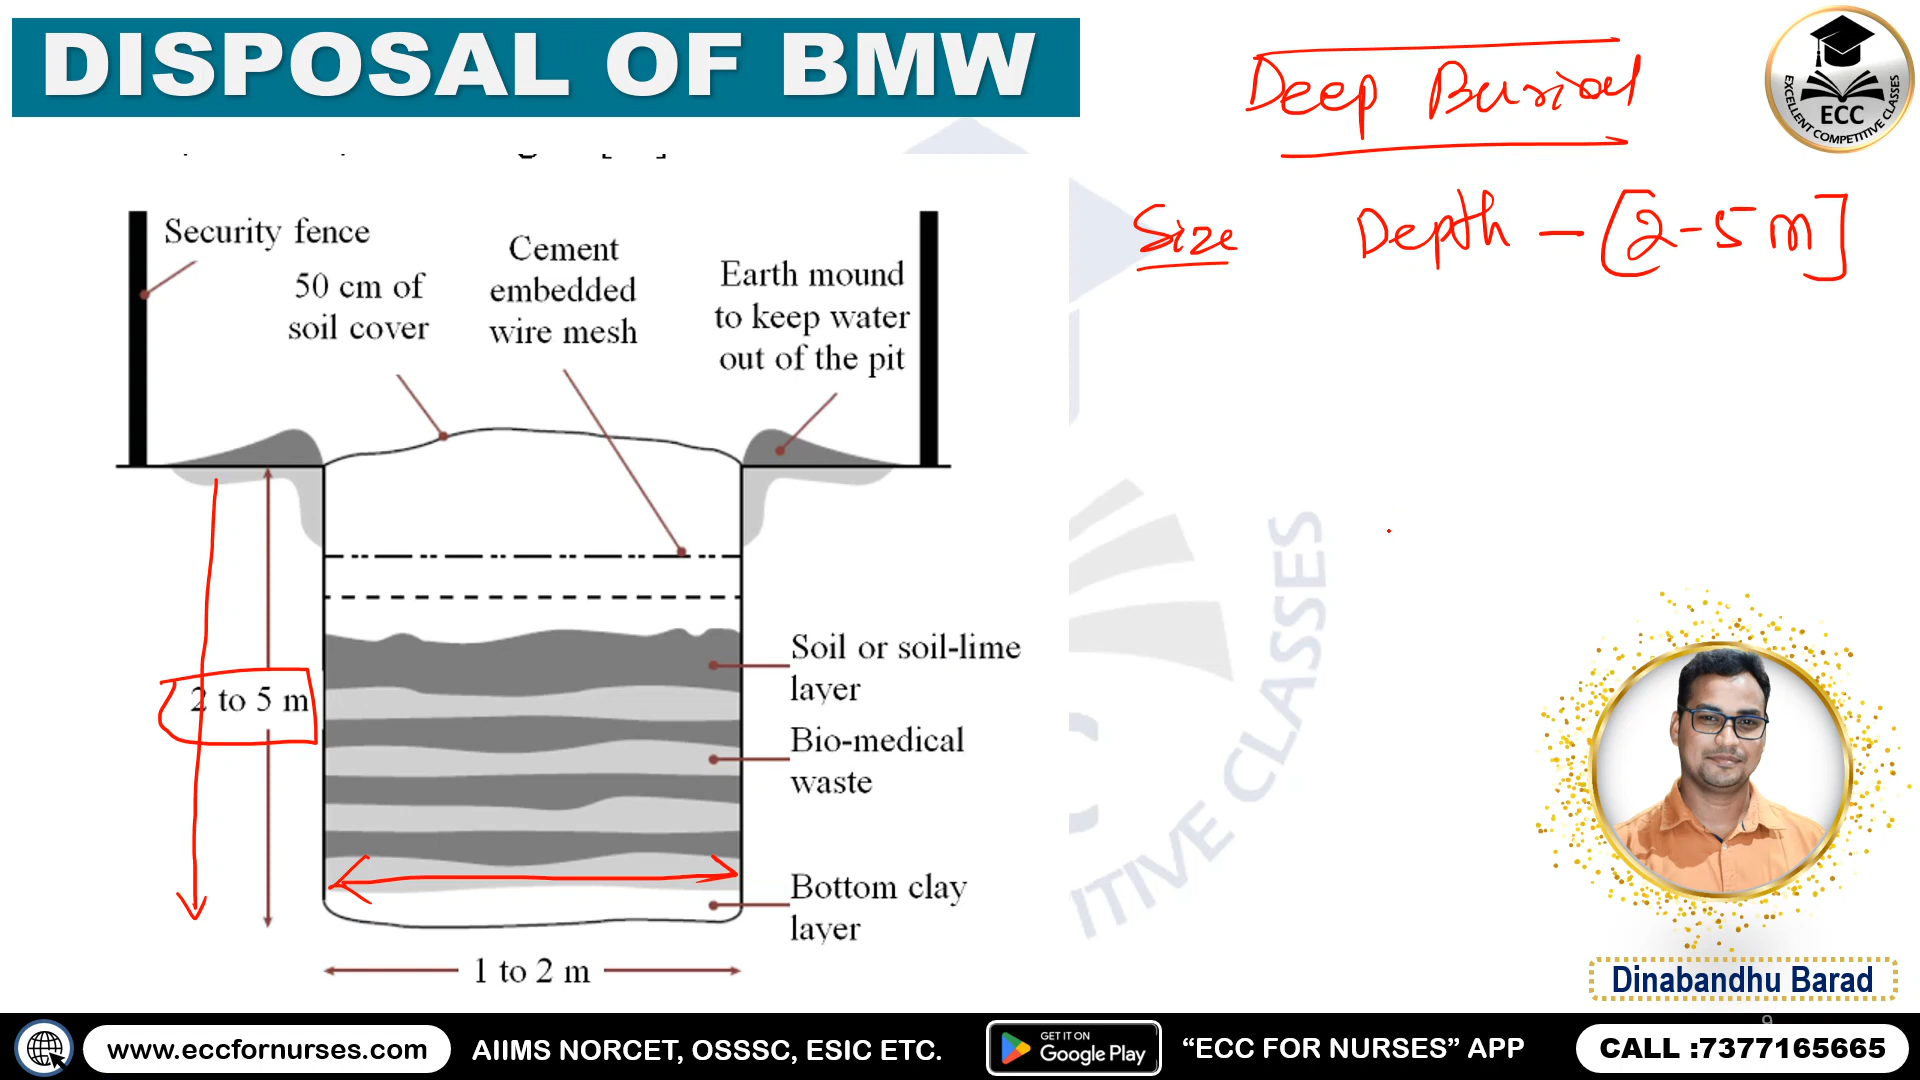 DISPOSAL OF BMW
Deep Burial
EXCELLENT COMPETITIVE CLASSES
ECC
Size Depth - [2-5 m]
Security fence
50 cm of
soil cover
Cement
embedded
wire mesh
Earth mound
to keep water
out of the pit
2 to 5 m
Soil or soil-lime
layer
Bio-medical
waste
Bottom clay
layer
1 to 2 m
ITIVE CLASSES
Dinabandhu Barad
9
www.eccfornurses.com
AIIMS NORCET, OSSSC, ESIC ETC.
GET IT ON
Google Play
“ECC FOR NURSES” APP
CALL :7377165665